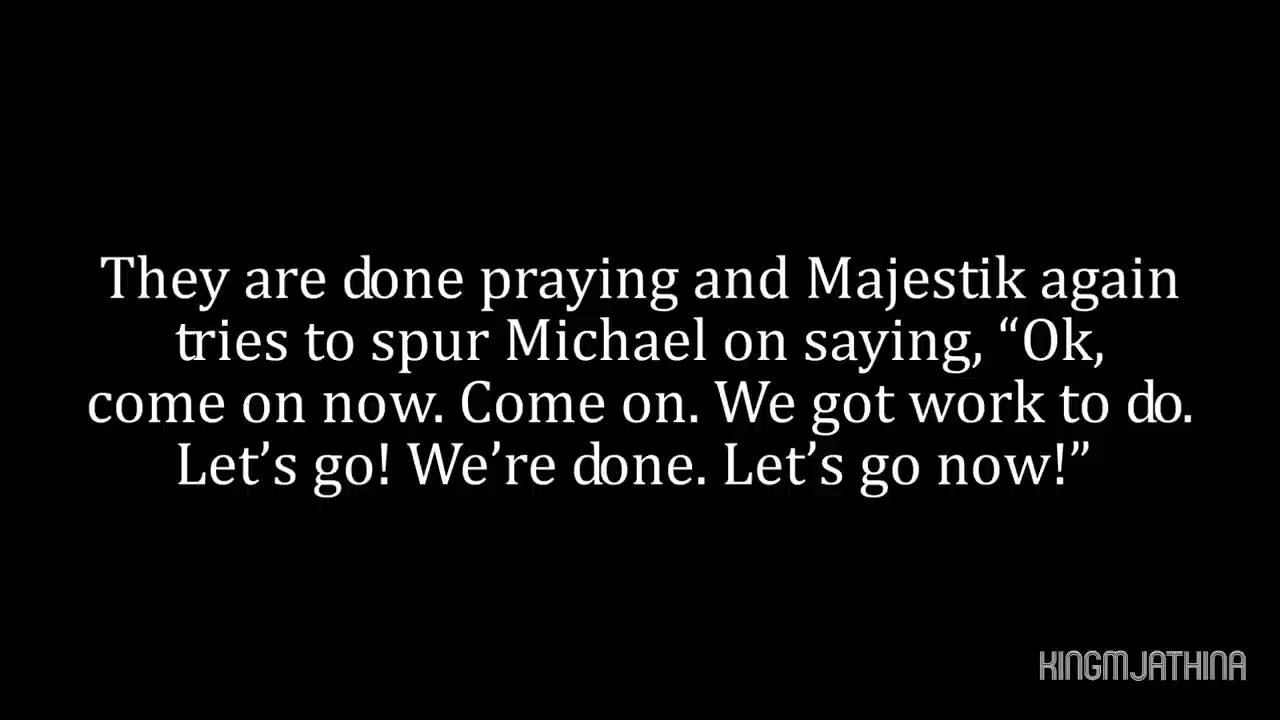 They are done praying and Majestik again
tries to spur Michael on saying, “Ok,
come on now. Come on. We got work to do.
Let’s go! We’re done. Let’s go now!”
KINGMJATHINA